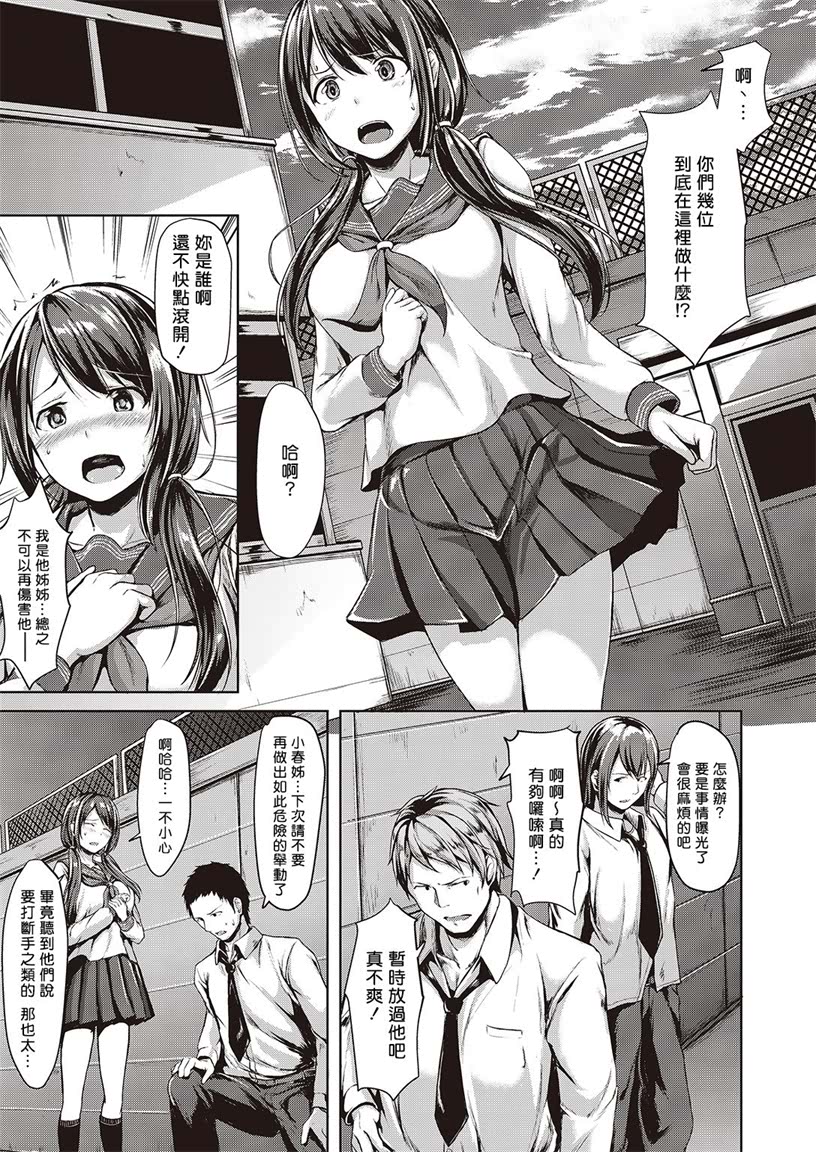 啊、…
你們幾位
到底在這裡做什麼!?
哈啊?
妳是誰啊
還不快點滾開!
我是他姊姊…總之
不可以再傷害他——
怎麼辦?
要是事情曝光了
會很麻煩的吧
啊啊～真的
有夠囉嗦啊…!
暫時放過他吧
真不爽!
小春姊…下次請不要
再做出如此危險的舉動了
啊哈哈…一不小心
畢竟聽到他們說
要打斷手之類的 那也太…